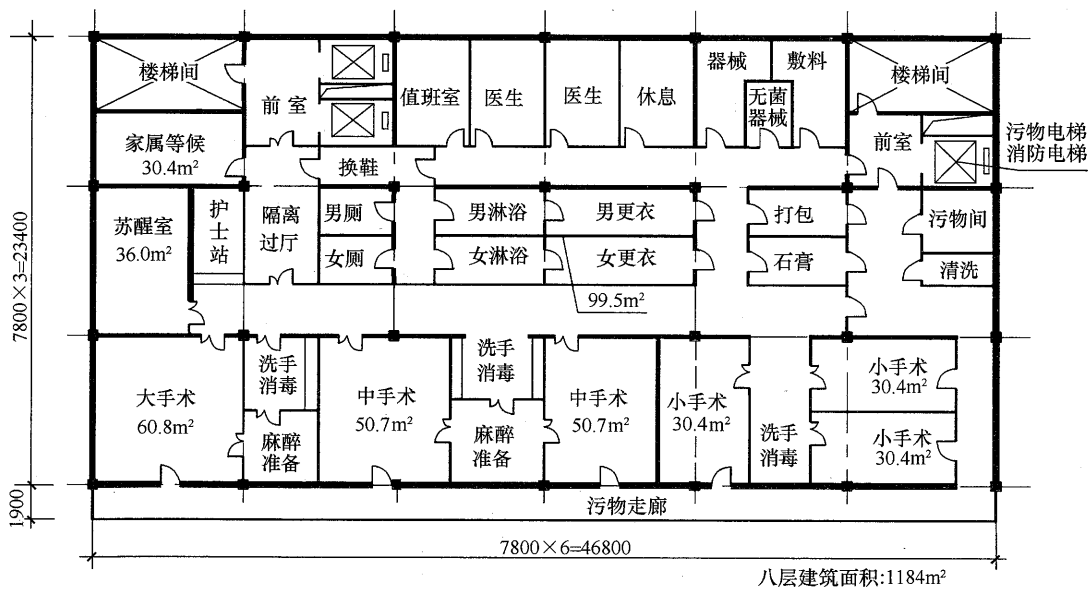 楼梯间
前室
值班室
医生
医生
休息
器械
敷料
无菌
器械
楼梯间
前室
污物电梯
消防电梯
家属等候
30.4m²
换鞋
苏醒室
36.0m²
护
士
站
隔离
过厅
男厕
女厕
男淋浴
女淋浴
男更衣
女更衣
99.5m²
打包
石膏
污物间
清洗
大手术
60.8m²
洗手
消毒
麻醉
准备
中手术
50.7m²
洗手
消毒
麻醉
准备
中手术
50.7m²
小手术
30.4m²
洗手
消毒
小手术
30.4m²
小手术
30.4m²
污物走廊
7800×3=23400
1900
7800×6=46800
八层建筑面积:1184m²